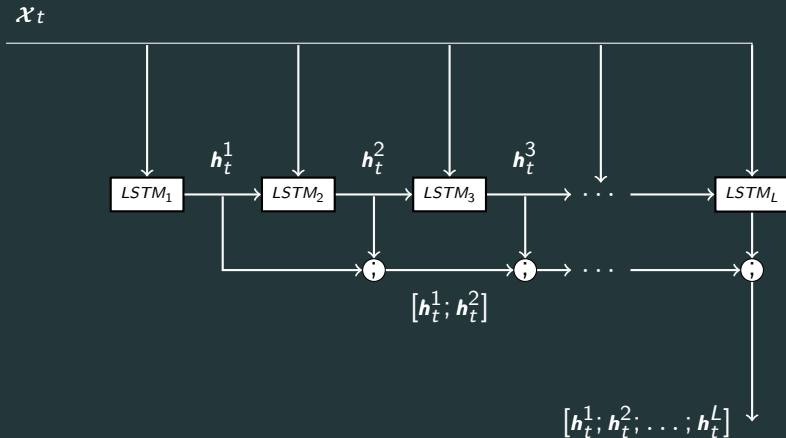 𝒙_t
h_t^1 h_t^2 h_t^3
LSTM_1 LSTM_2 LSTM_3 · · · LSTM_L
; ; · · · ;
[h_t^1; h_t^2]
[h_t^1; h_t^2; . . . ; h_t^L]